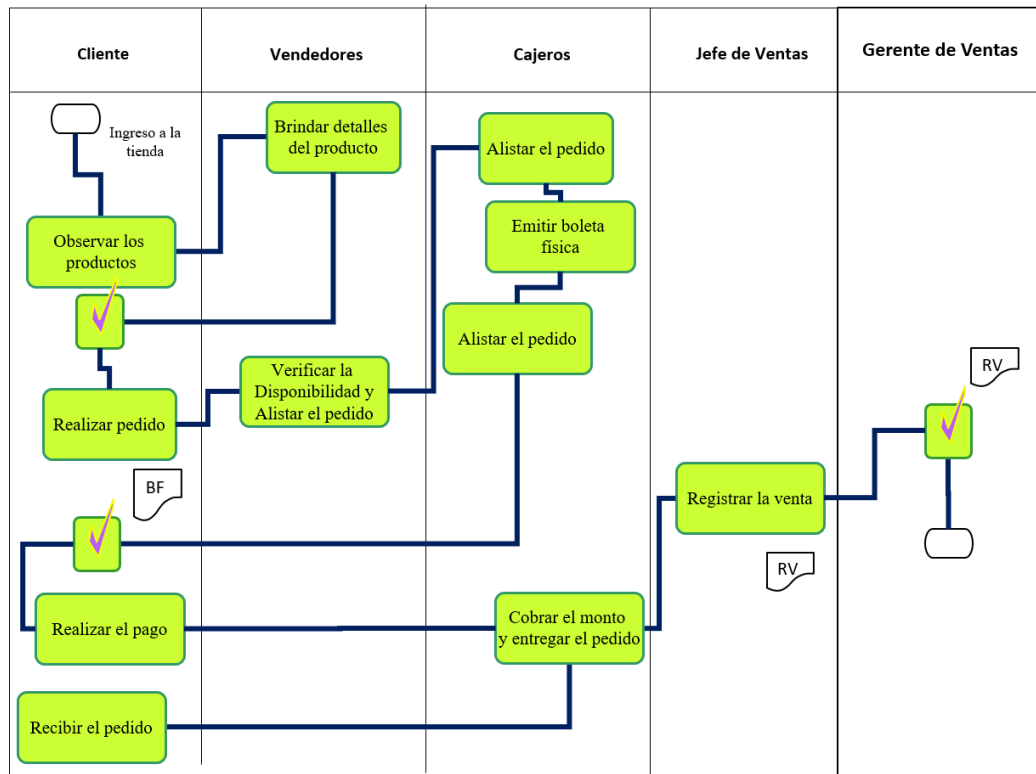 Cliente
Vendedores
Cajeros
Jefe de Ventas
Gerente de Ventas
Ingreso a la
tienda
Brindar detalles
del producto
Alistar el pedido
Emitir boleta
física
Observar los
productos
Alistar el pedido
Verificar la
Disponibilidad y
Alistar el pedido
Realizar pedido
RV
BF
Registrar la venta
RV
Realizar el pago
Cobrar el monto
y entregar el pedido
Recibir el pedido